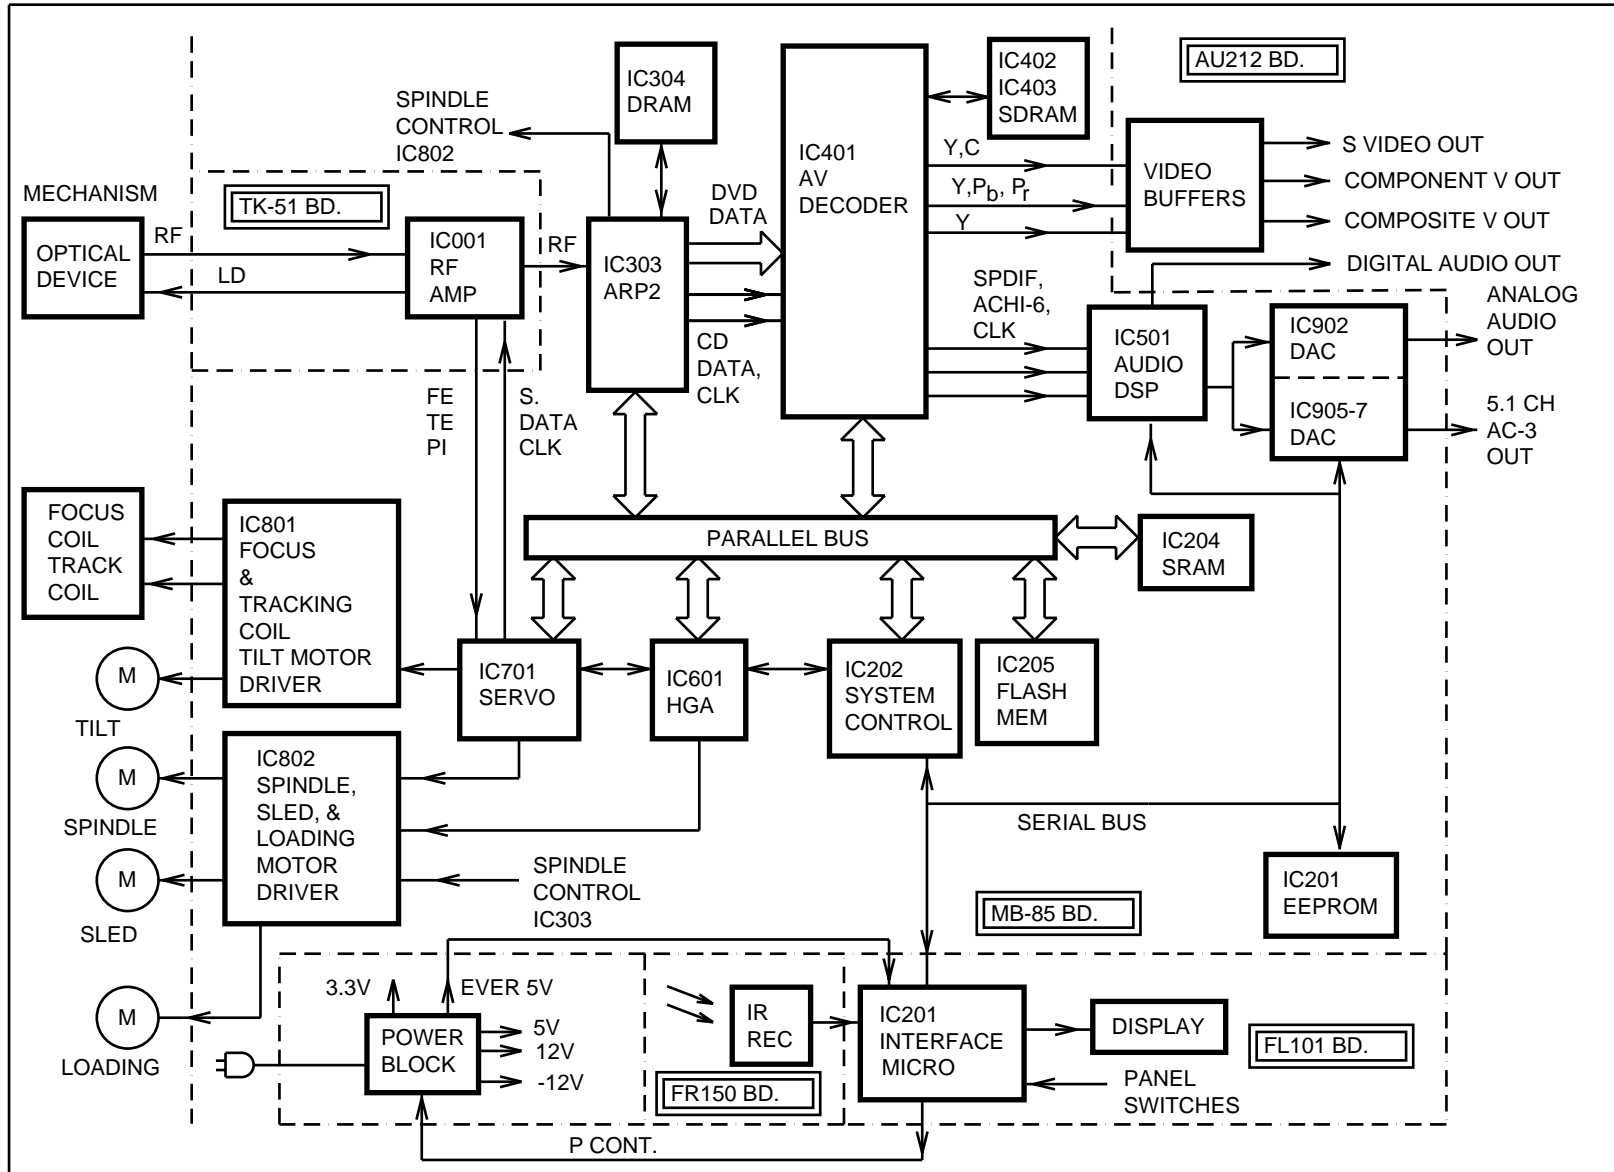 IC304
DRAM
IC402
IC403
SDRAM
AU212 BD.
SPINDLE
CONTROL
IC802
IC401
AV
DECODER
Y,C
Y,Pb, Pr
Y
VIDEO
BUFFERS
S VIDEO OUT
COMPONENT V OUT
COMPOSITE V OUT
MECHANISM
TK-51 BD.
DVD
DATA
OPTICAL
DEVICE
RF
LD
IC001
RF
AMP
RF
IC303
ARP2
DIGITAL AUDIO OUT
SPDIF,
ACHI-6,
CLK
IC501
AUDIO
DSP
IC902
DAC
IC905-7
DAC
ANALOG
AUDIO
OUT
5.1 CH
AC-3
OUT
CD
DATA,
CLK
FE
TE
PI
S.
DATA
CLK
FOCUS
COIL
TRACK
COIL
IC801
FOCUS
&
TRACKING
COIL
TILT MOTOR
DRIVER
PARALLEL BUS
IC204
SRAM
M
TILT
IC701
SERVO
IC601
HGA
IC202
SYSTEM
CONTROL
IC205
FLASH
MEM
M
SPINDLE
IC802
SPINDLE,
SLED, &
LOADING
MOTOR
DRIVER
SERIAL BUS
M
SLED
SPINDLE
CONTROL
IC303
MB-85 BD.
IC201
EEPROM
M
LOADING
3.3V
EVER 5V
POWER
BLOCK
5V
12V
-12V
IR
REC
FR150 BD.
IC201
INTERFACE
MICRO
DISPLAY
FL101 BD.
PANEL
SWITCHES
P CONT.